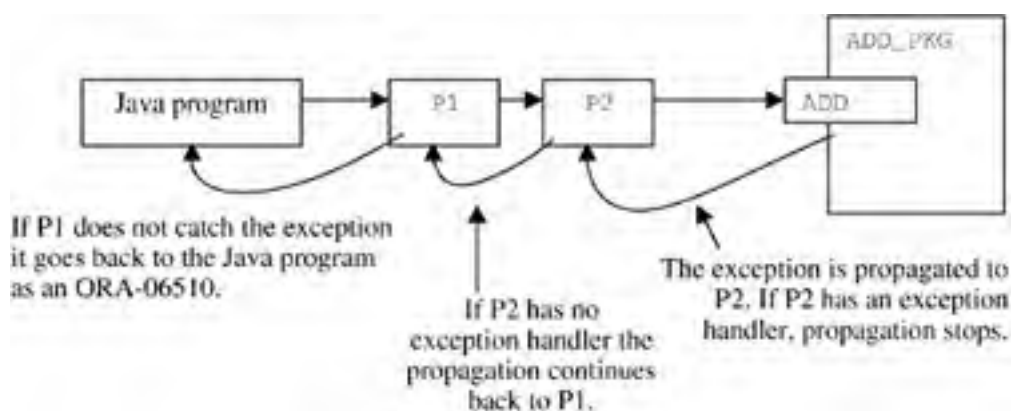 ADD_PKG
Java program
P1
P2
ADD
If P1 does not catch the exception
it goes back to the Java program
as an ORA-06510.
If P2 has no
exception handler the
propagation continues
back to P1.
The exception is propagated to
P2. If P2 has an exception
handler, propagation stops.